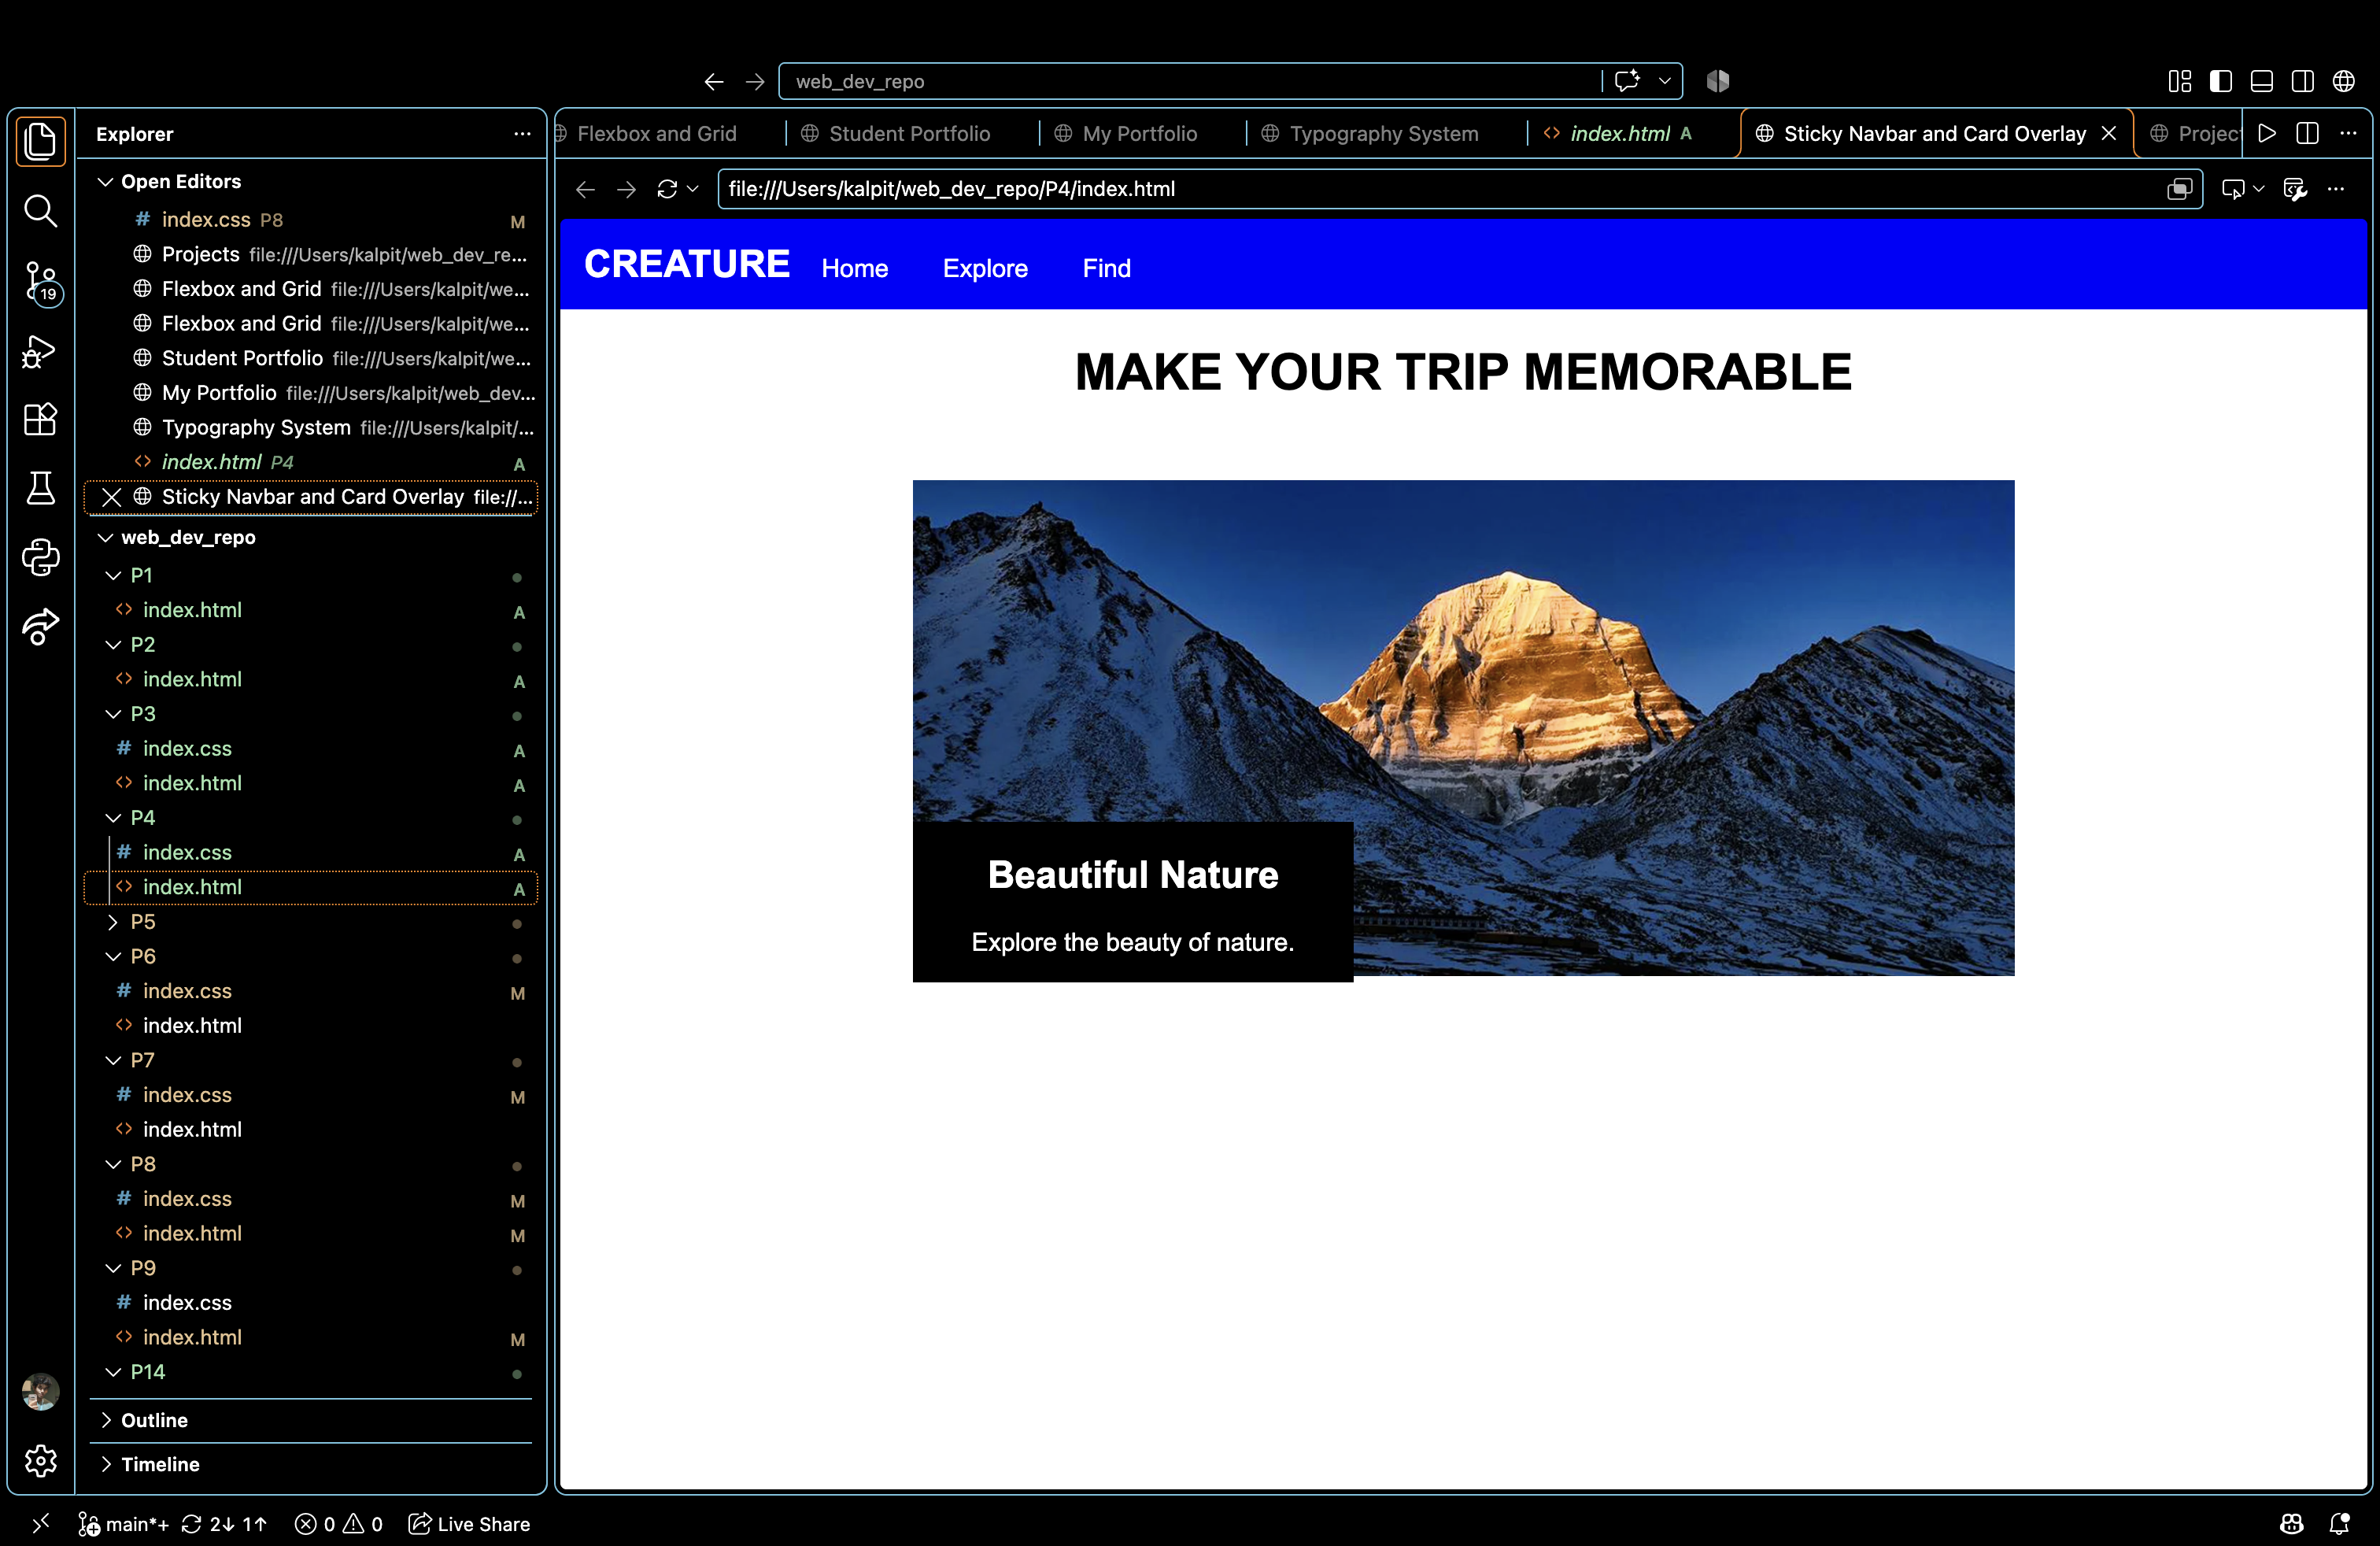 web_dev_repo
Explorer
Open Editors
# index.css P8 M
Projects file:///Users/kalpit/web_dev_re...
Flexbox and Grid file:///Users/kalpit/we...
Flexbox and Grid file:///Users/kalpit/we...
Student Portfolio file:///Users/kalpit/we...
My Portfolio file:///Users/kalpit/web_dev...
Typography System file:///Users/kalpit/...
<> index.html P4 A
Sticky Navbar and Card Overlay file://...
web_dev_repo
P1
<> index.html A
P2
<> index.html A
P3
# index.css A
<> index.html A
P4
# index.css A
<> index.html A
P5
P6
# index.css M
<> index.html
P7
# index.css M
<> index.html
P8
# index.css M
<> index.html M
P9
# index.css
<> index.html M
P14
Outline
Timeline
19
Flexbox and Grid
Student Portfolio
My Portfolio
Typography System
<> index.html A
Sticky Navbar and Card Overlay
Projec
file:///Users/kalpit/web_dev_repo/P4/index.html
CREATURE Home Explore Find
MAKE YOUR TRIP MEMORABLE
Beautiful Nature
Explore the beauty of nature.
main*+ 2↓ 1↑ 0 0 Live Share